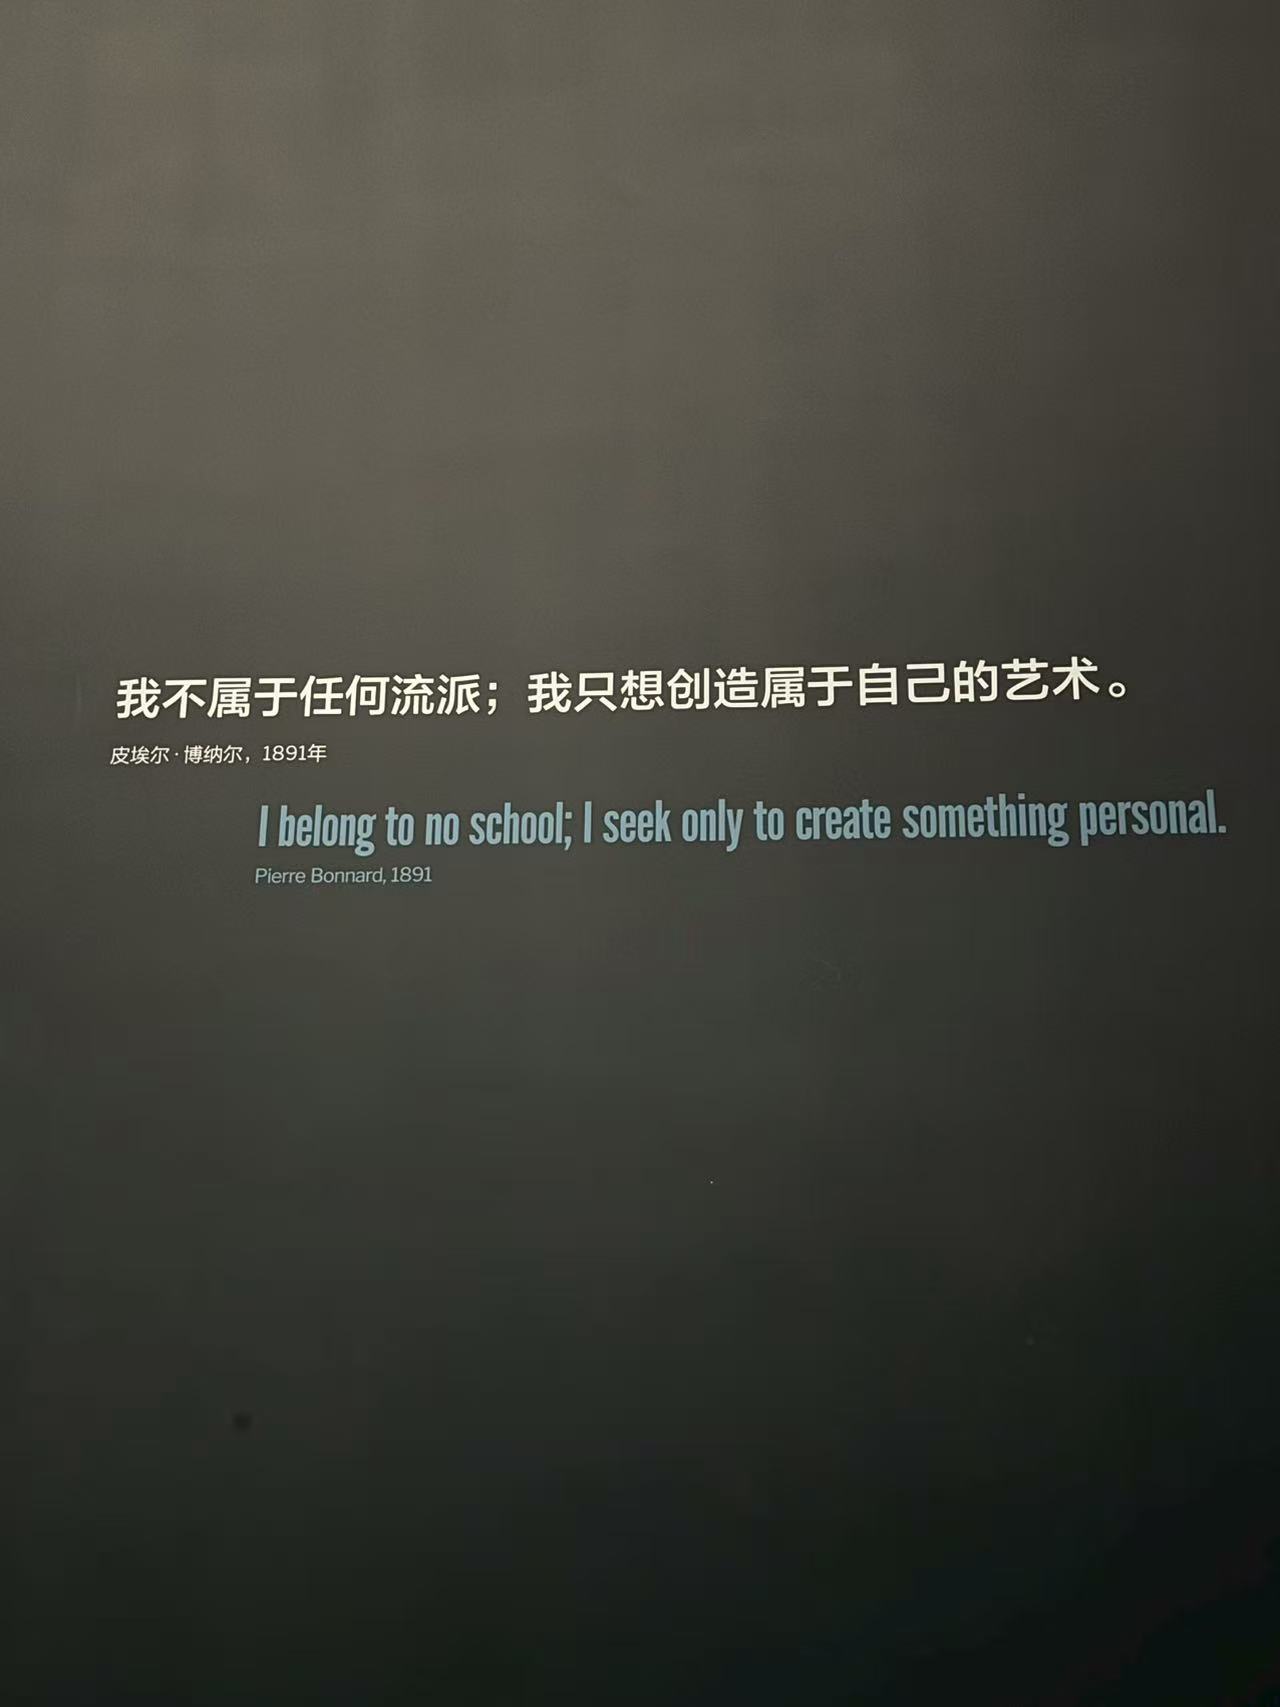 我不属于任何流派；我只想创造属于自己的艺术。
皮埃尔·博纳尔，1891年
I belong to no school; I seek only to create something personal.
Pierre Bonnard, 1891